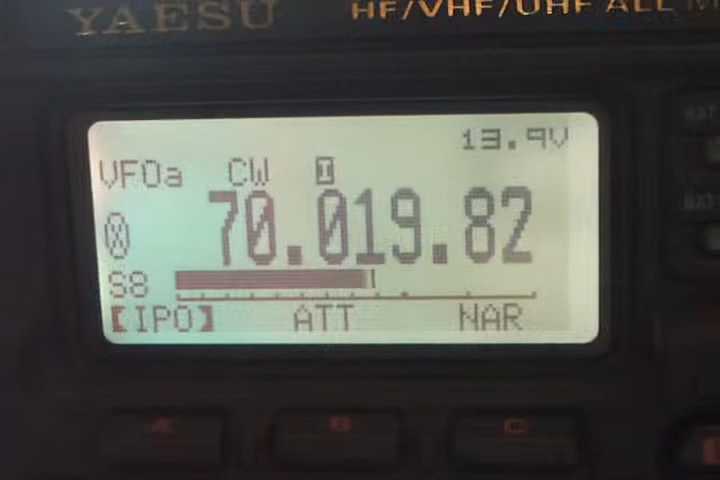 YAESU HF/VHF/UHF ALL M
13.9V
VFOa CW I
70.019.82
S8
【IPO】 ATT NAR
A B C